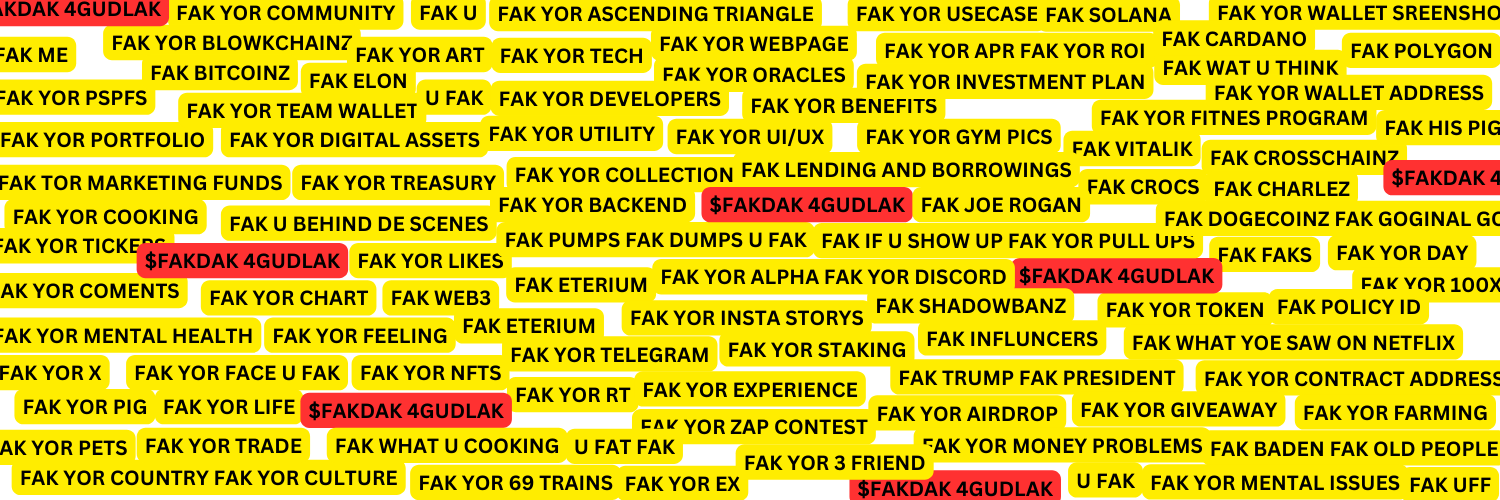 AKDAK 4GUDLAK
FAK YOR COMMUNITY
FAK U
FAK YOR ASCENDING TRIANGLE
FAK YOR USECASE
FAK SOLANA
FAK YOR WALLET SREENSHO
FAK ME
FAK YOR BLOWKCHAINZ
FAK YOR ART
FAK YOR TECH
FAK YOR WEBPAGE
FAK YOR APR FAK YOR ROI
FAK CARDANO
FAK POLYGON
FAK BITCOINZ
FAK ELON
FAK YOR ORACLES
FAK YOR INVESTMENT PLAN
FAK WAT U THINK
FAK YOR PSPFS
FAK YOR TEAM WALLET
U FAK
FAK YOR DEVELOPERS
FAK YOR BENEFITS
FAK YOR WALLET ADDRESS
FAK YOR FITNES PROGRAM
FAK HIS PIG
FAK YOR PORTFOLIO
FAK YOR DIGITAL ASSETS
FAK YOR UTILITY
FAK YOR UI/UX
FAK YOR GYM PICS
FAK VITALIK
FAK CROSSCHAINZ
FAK TOR MARKETING FUNDS
FAK YOR TREASURY
FAK YOR COLLECTION
FAK LENDING AND BORROWINGS
FAK CROCS
FAK CHARLEZ
$FAKDAK 4
FAK YOR COOKING
FAK U BEHIND DE SCENES
FAK YOR BACKEND
$FAKDAK 4GUDLAK
FAK JOE ROGAN
FAK DOGECOINZ FAK GOGINAL GO
FAK YOR TICKERS
$FAKDAK 4GUDLAK
FAK YOR LIKES
FAK PUMPS FAK DUMPS U FAK
FAK IF U SHOW UP FAK YOR PULL UPS
FAK FAKS
FAK YOR DAY
AK YOR COMENTS
FAK YOR CHART
FAK WEB3
FAK ETERIUM
FAK YOR ALPHA FAK YOR DISCORD
$FAKDAK 4GUDLAK
FAK YOR 100X
FAK YOR MENTAL HEALTH
FAK YOR FEELING
FAK ETERIUM
FAK YOR INSTA STORYS
FAK SHADOWBANZ
FAK YOR TOKEN
FAK POLICY ID
FAK YOR X
FAK YOR FACE U FAK
FAK YOR NFTS
FAK YOR TELEGRAM
FAK YOR STAKING
FAK INFLUNCERS
FAK WHAT YOE SAW ON NETFLIX
FAK YOR PIG
FAK YOR LIFE
$FAKDAK 4GUDLAK
FAK YOR RT
FAK YOR EXPERIENCE
FAK TRUMP FAK PRESIDENT
FAK YOR CONTRACT ADDRESS
AK YOR PETS
FAK YOR TRADE
FAK WHAT U COOKING
U FAT FAK
FAK YOR ZAP CONTEST
FAK YOR AIRDROP
FAK YOR GIVEAWAY
FAK YOR FARMING
FAK YOR COUNTRY FAK YOR CULTURE
FAK YOR 69 TRAINS
FAK YOR EX
FAK YOR 3 FRIEND
FAK YOR MONEY PROBLEMS
FAK BADEN FAK OLD PEOPLE
$FAKDAK 4GUDLAK
U FAK
FAK YOR MENTAL ISSUES
FAK UFF